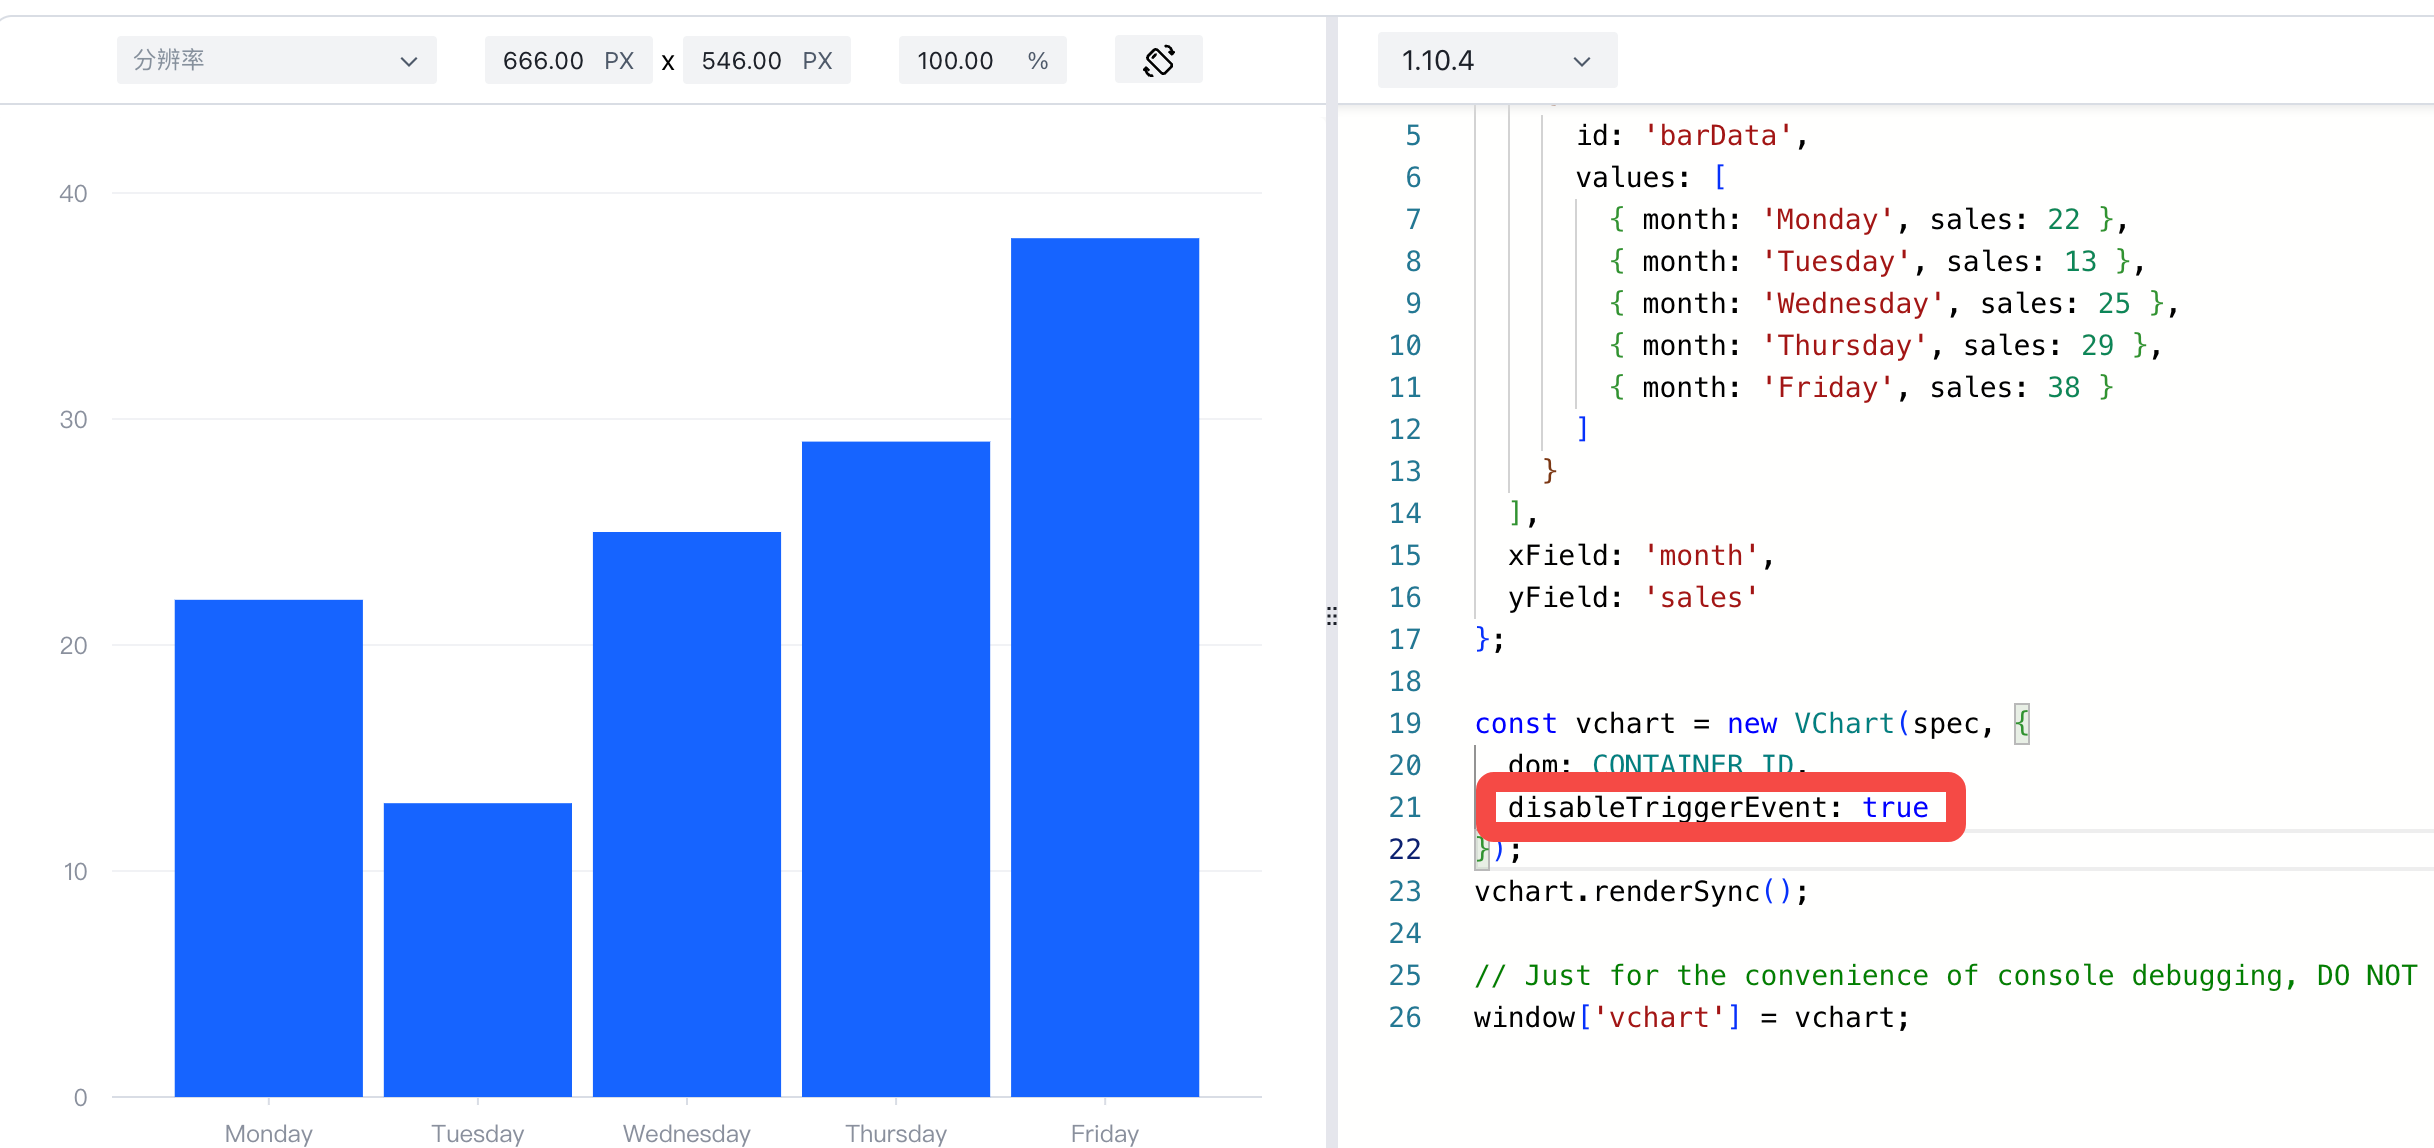 分辨率 666.00 PX x 546.00 PX 100.00 %
40
30
20
10
0
Monday Tuesday Wednesday Thursday Friday
1.10.4
5 id: 'barData',
6 values: [
7 { month: 'Monday', sales: 22 },
8 { month: 'Tuesday', sales: 13 },
9 { month: 'Wednesday', sales: 25 },
10 { month: 'Thursday', sales: 29 },
11 { month: 'Friday', sales: 38 }
12 ]
13 }
14 ],
15 xField: 'month',
16 yField: 'sales'
17 };
18
19 const vchart = new VChart(spec, {
20 dom: CONTAINER_ID,
21 disableTriggerEvent: true
22 });
23 vchart.renderSync();
24
25 // Just for the convenience of console debugging, DO NOT
26 window['vchart'] = vchart;